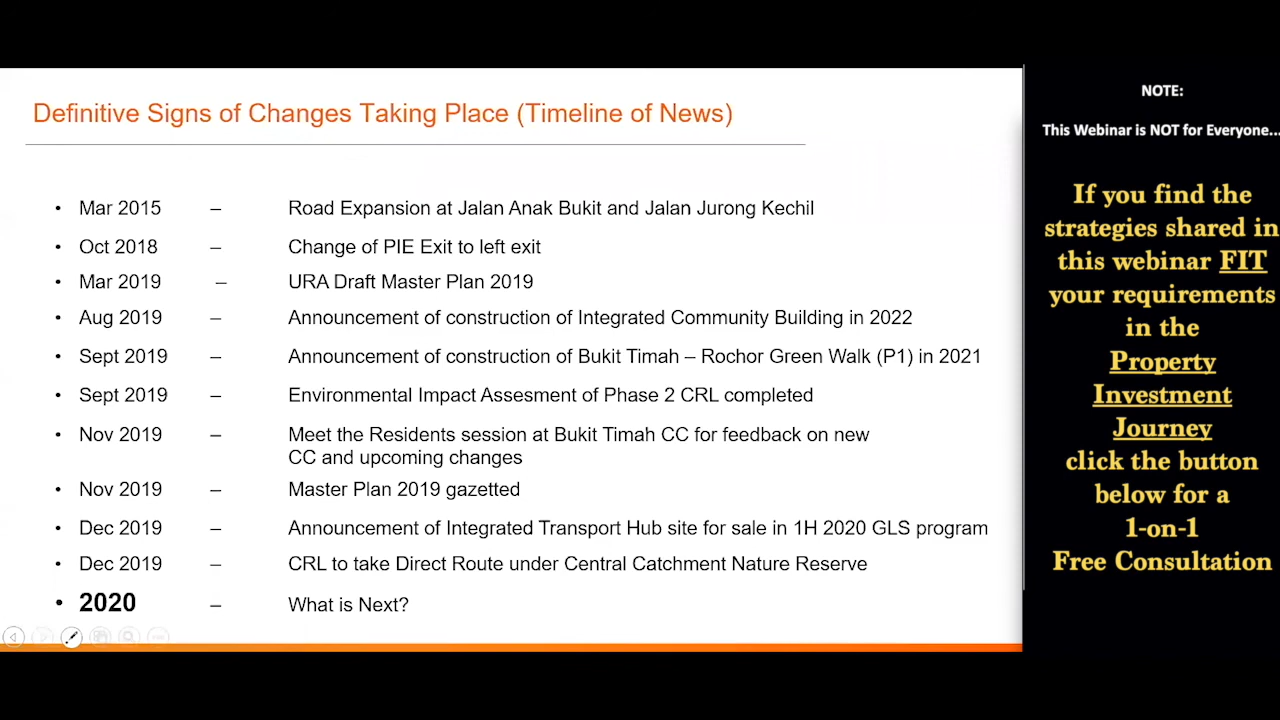 Definitive Signs of Changes Taking Place (Timeline of News)
• Mar 2015 – Road Expansion at Jalan Anak Bukit and Jalan Jurong Kechil
• Oct 2018 – Change of PIE Exit to left exit
• Mar 2019 – URA Draft Master Plan 2019
• Aug 2019 – Announcement of construction of Integrated Community Building in 2022
• Sept 2019 – Announcement of construction of Bukit Timah – Rochor Green Walk (P1) in 2021
• Sept 2019 – Environmental Impact Assesment of Phase 2 CRL completed
• Nov 2019 – Meet the Residents session at Bukit Timah CC for feedback on new
CC and upcoming changes
• Nov 2019 – Master Plan 2019 gazetted
• Dec 2019 – Announcement of Integrated Transport Hub site for sale in 1H 2020 GLS program
• Dec 2019 – CRL to take Direct Route under Central Catchment Nature Reserve
• 2020 – What is Next?
NOTE:
This Webinar is NOT for Everyone...
If you find the
strategies shared in
this webinar FIT
your requirements
in the
Property
Investment
Journey
click the button
below for a
1-on-1
Free Consultation